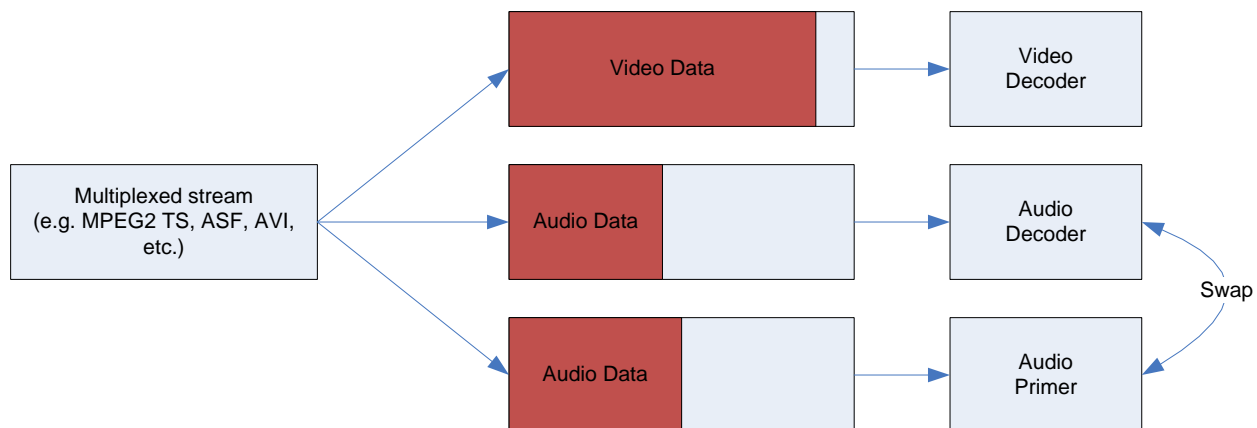 Video Data
Video
Decoder
Multiplexed stream
(e.g. MPEG2 TS, ASF, AVI,
etc.)
Audio Data
Audio
Decoder
Swap
Audio Data
Audio
Primer